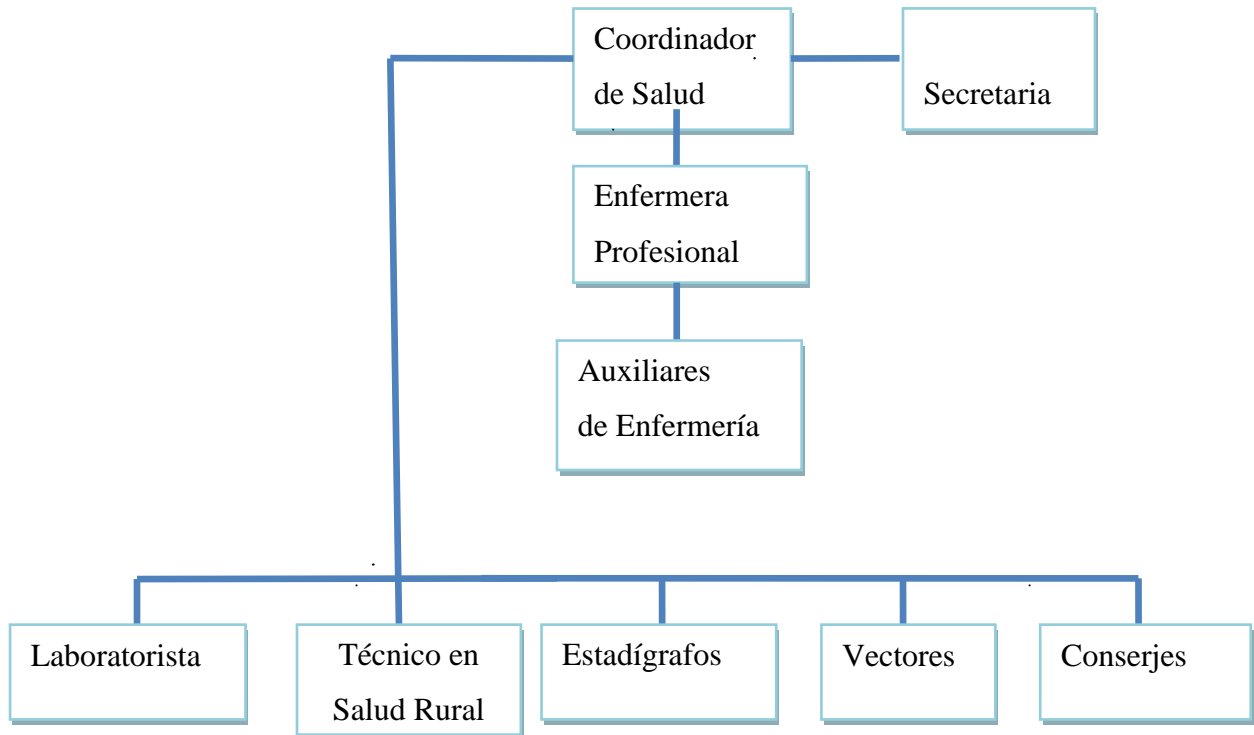 Coordinador
de Salud
Secretaria
Enfermera
Profesional
Auxiliares
de Enfermería
Laboratorista
Técnico en
Salud Rural
Estadígrafos
Vectores
Conserjes